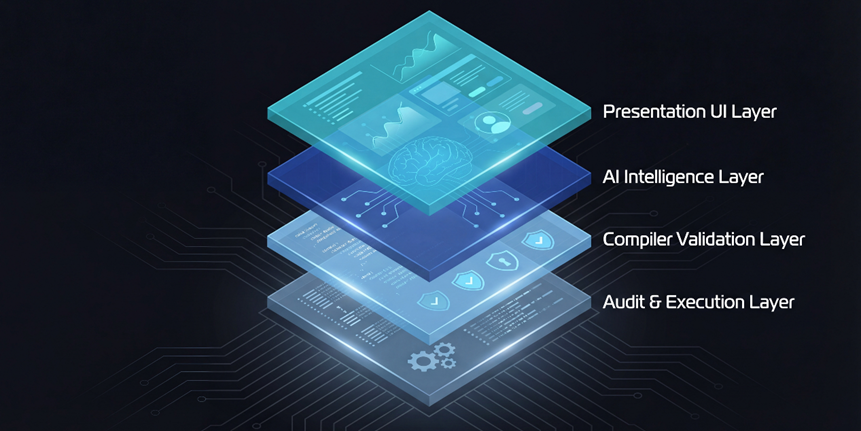 Presentation UI Layer
AI Intelligence Layer
Compiler Validation Layer
Audit & Execution Layer